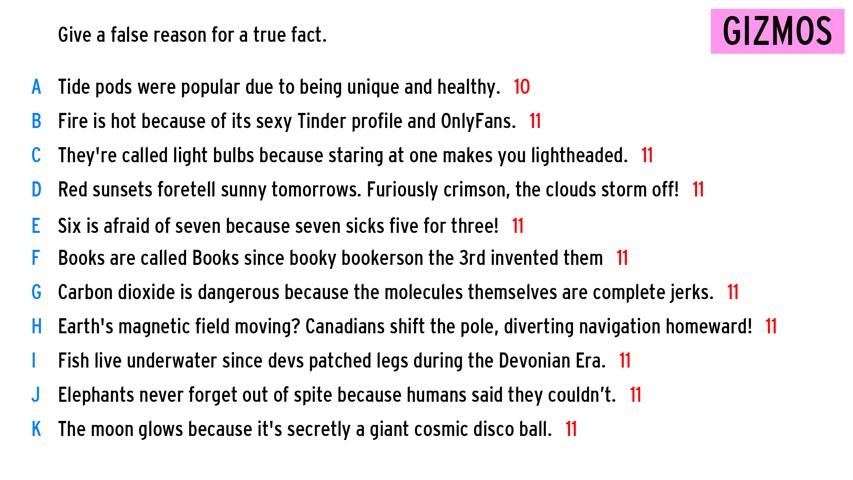 Give a false reason for a true fact.
GIZMOS
A Tide pods were popular due to being unique and healthy. 10
B Fire is hot because of its sexy Tinder profile and OnlyFans. 11
C They're called light bulbs because staring at one makes you lightheaded. 11
D Red sunsets foretell sunny tomorrows. Furiously crimson, the clouds storm off! 11
E Six is afraid of seven because seven sicks five for three! 11
F Books are called Books since booky bookerson the 3rd invented them 11
G Carbon dioxide is dangerous because the molecules themselves are complete jerks. 11
H Earth's magnetic field moving? Canadians shift the pole, diverting navigation homeward! 11
I Fish live underwater since devs patched legs during the Devonian Era. 11
J Elephants never forget out of spite because humans said they couldn’t. 11
K The moon glows because it's secretly a giant cosmic disco ball. 11